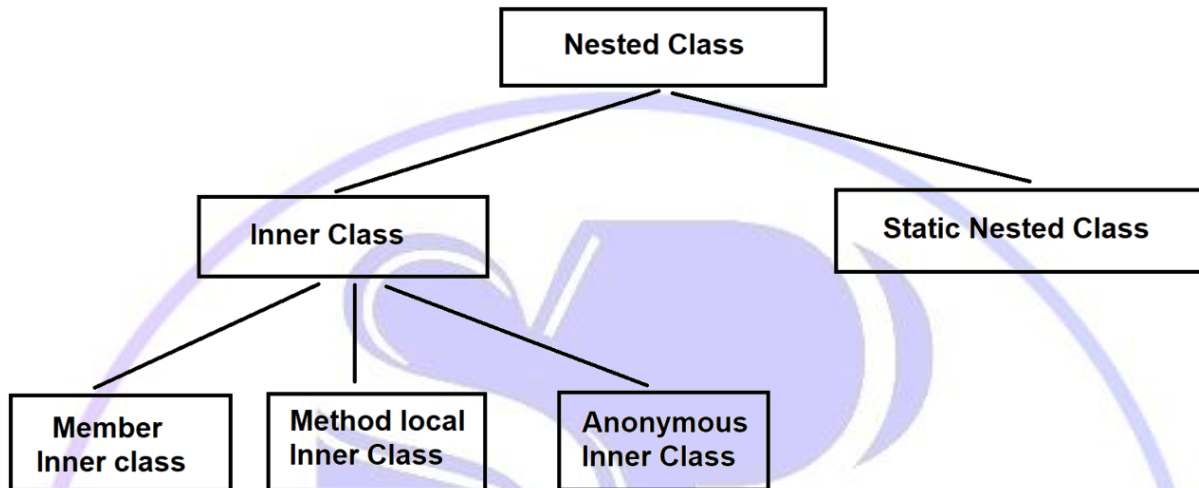 Nested Class
Inner Class
Static Nested Class
Member
Inner class
Method local
Inner Class
Anonymous
Inner Class